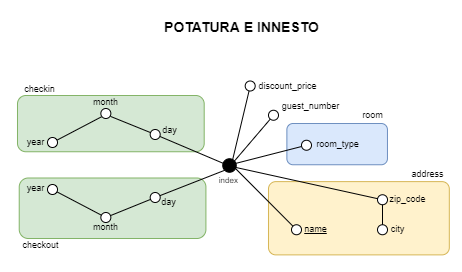 POTATURA E INNESTO
checkin
discount_price
month
guest_number
room
day
year
room_type
index
address
year
day
zip_code
month
name
city
checkout